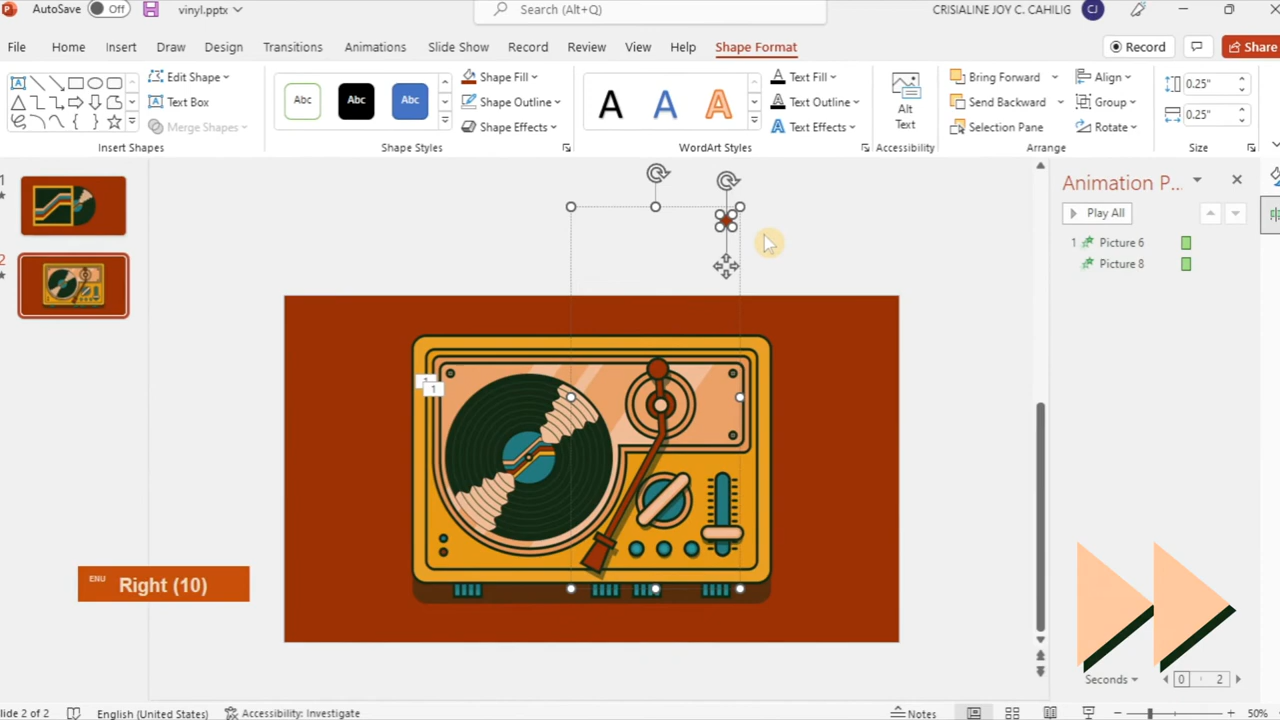 AutoSave Off vinyl.pptx Search (Alt+Q) CRISIALINE JOY C. CAHILIG CJ
File Home Insert Draw Design Transitions Animations Slide Show Record Review View Help Shape Format Record Share
Edit Shape Shape Fill Text Fill Bring Forward Align 0.25"
Text Box Abc Abc Abc Shape Outline A A A Text Outline Alt Text Send Backward Group
Merge Shapes Shape Effects Text Effects Selection Pane Rotate 0.25"
Insert Shapes Shape Styles WordArt Styles Accessibility Arrange Size
1
2
Animation P...
Play All
1 Picture 6
Picture 8
1
ENU Right (10)
Seconds 0 2
lide 2 of 2 English (United States) Accessibility: Investigate Notes 50%